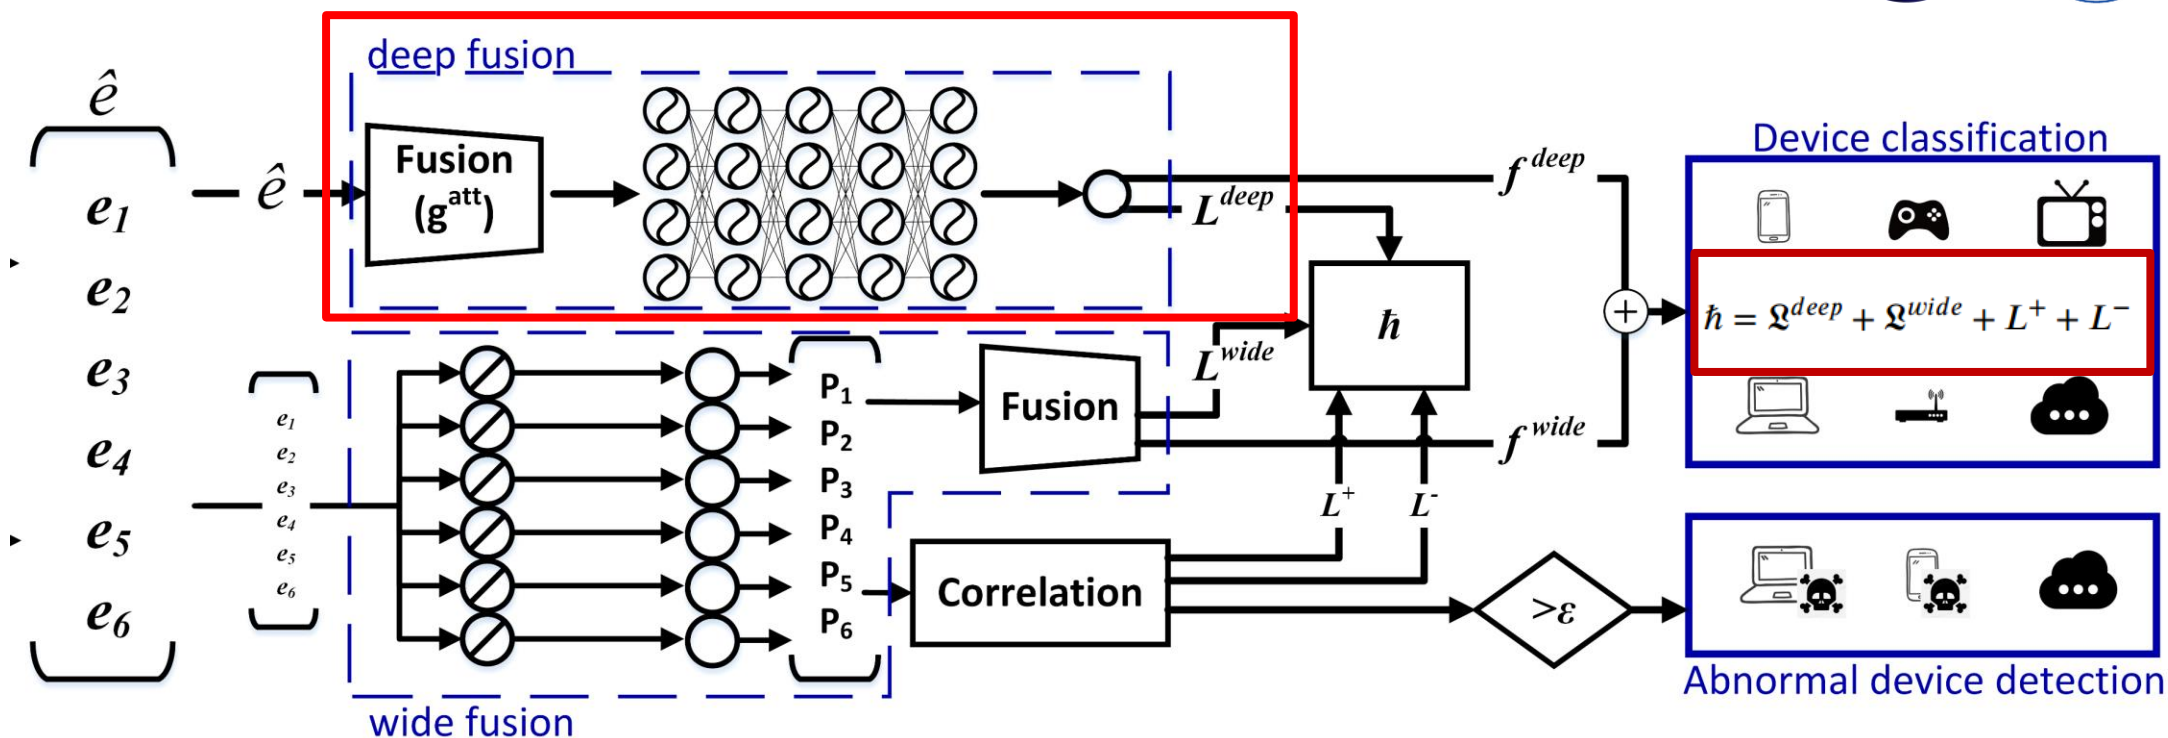 deep fusion
ê
e1
e2
e3
e4
e5
e6
ê
Fusion
(g^att)
L^deep
f^deep
Device classification
ħ = 𝔏^deep + 𝔏^wide + L^+ + L^-
+
ħ
e1
e2
e3
e4
e5
e6
P1
P2
P3
P4
P5
P6
Fusion
L^wide
f^wide
L^+
L^-
Correlation
>ε
Abnormal device detection
wide fusion